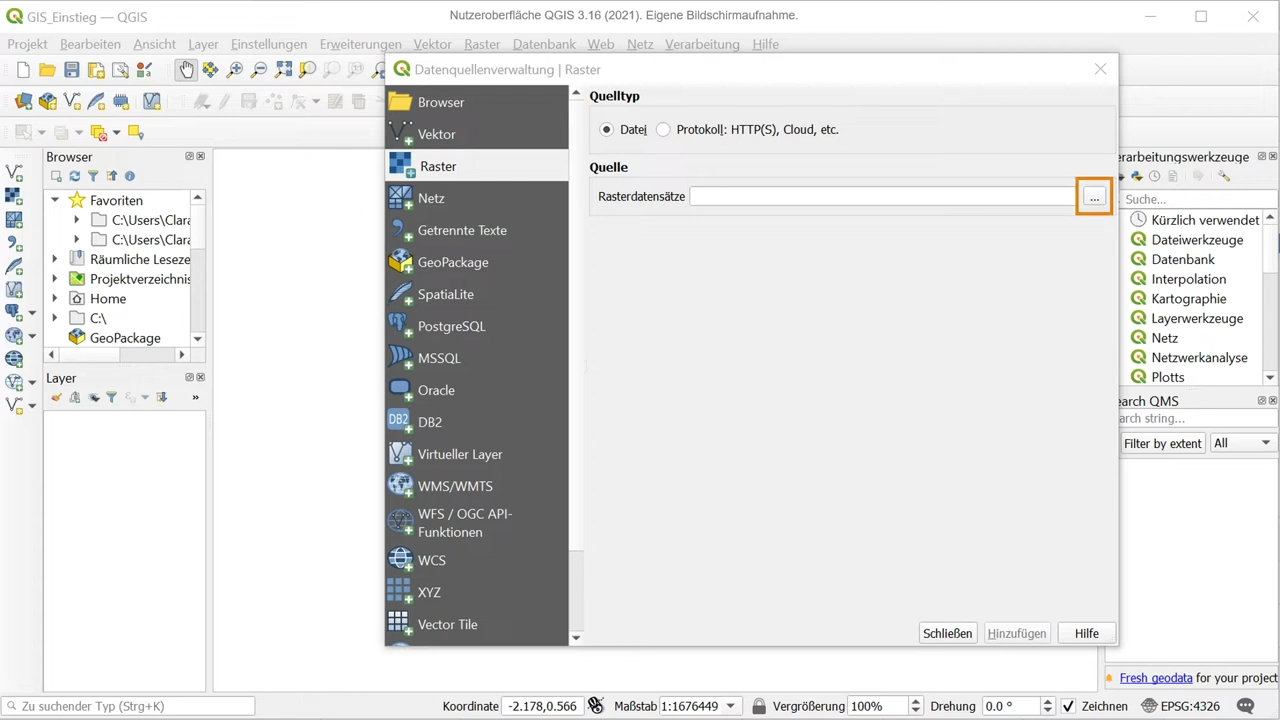 GIS_Einstieg — QGIS
Nutzeroberfläche QGIS 3.16 (2021). Eigene Bildschirmaufnahme.
Projekt Bearbeiten Ansicht Layer Einstellungen Erweiterungen Vektor Raster Datenbank Web Netz Verarbeitung Hilfe
Datenquellenverwaltung | Raster
Browser
Vektor
Raster
Netz
Getrennte Texte
GeoPackage
SpatiaLite
PostgreSQL
MSSQL
Oracle
DB2
DB2
Virtueller Layer
WMS/WMTS
WFS / OGC API-
Funktionen
WCS
XYZ
Vector Tile
Quelltyp
Datei Protokoll: HTTP(S), Cloud, etc.
Quelle
Rasterdatensätze ...
Schließen Hinzufügen Hilfe
Browser
Favoriten
C:\Users\Clara
C:\Users\Clara
Räumliche Leseze
Projektverzeichnis
Home
C:\
GeoPackage
Layer
»
erarbeitungswerkzeuge
Suche...
Kürzlich verwendet
Dateiwerkzeuge
Datenbank
Interpolation
Kartographie
Layerwerkzeuge
Netz
Netzwerkanalyse
Plotts
earch QMS
arch string...
Filter by extent All
Fresh geodata for your project
Zu suchender Typ (Strg+K) Koordinate -2.178,0.566 Maßstab 1:1676449 Vergrößerung 100% Drehung 0.0 ° Zeichnen EPSG:4326